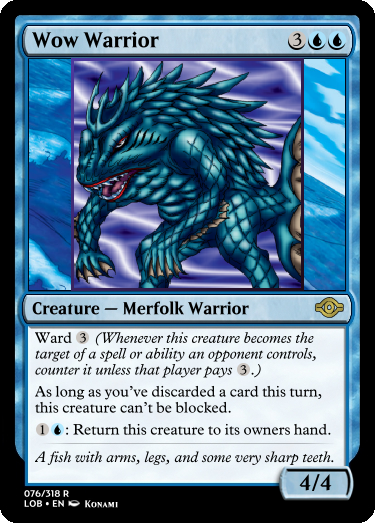 Wow Warrior 3
Creature — Merfolk Warrior
Ward 3 (Whenever this creature becomes the
target of a spell or ability an opponent controls,
counter it unless that player pays 3.)
As long as you've discarded a card this turn,
this creature can't be blocked.
1 : Return this creature to its owners hand.
A fish with arms, legs, and some very sharp teeth.
4/4
076/318 R
LOB • EN Konami